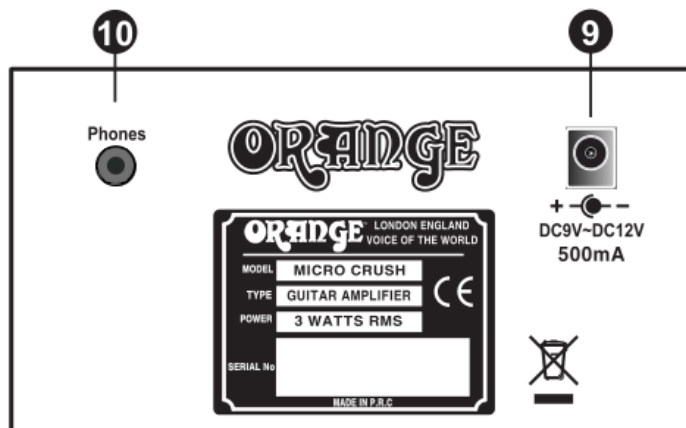 10
9
Phones
ORANGE
+ -
DC9V~DC12V
500mA
ORANGE LONDON ENGLAND
VOICE OF THE WORLD
MODEL MICRO CRUSH
TYPE GUITAR AMPLIFIER
CE
POWER 3 WATTS RMS
SERIAL No
MADE IN P.R.C